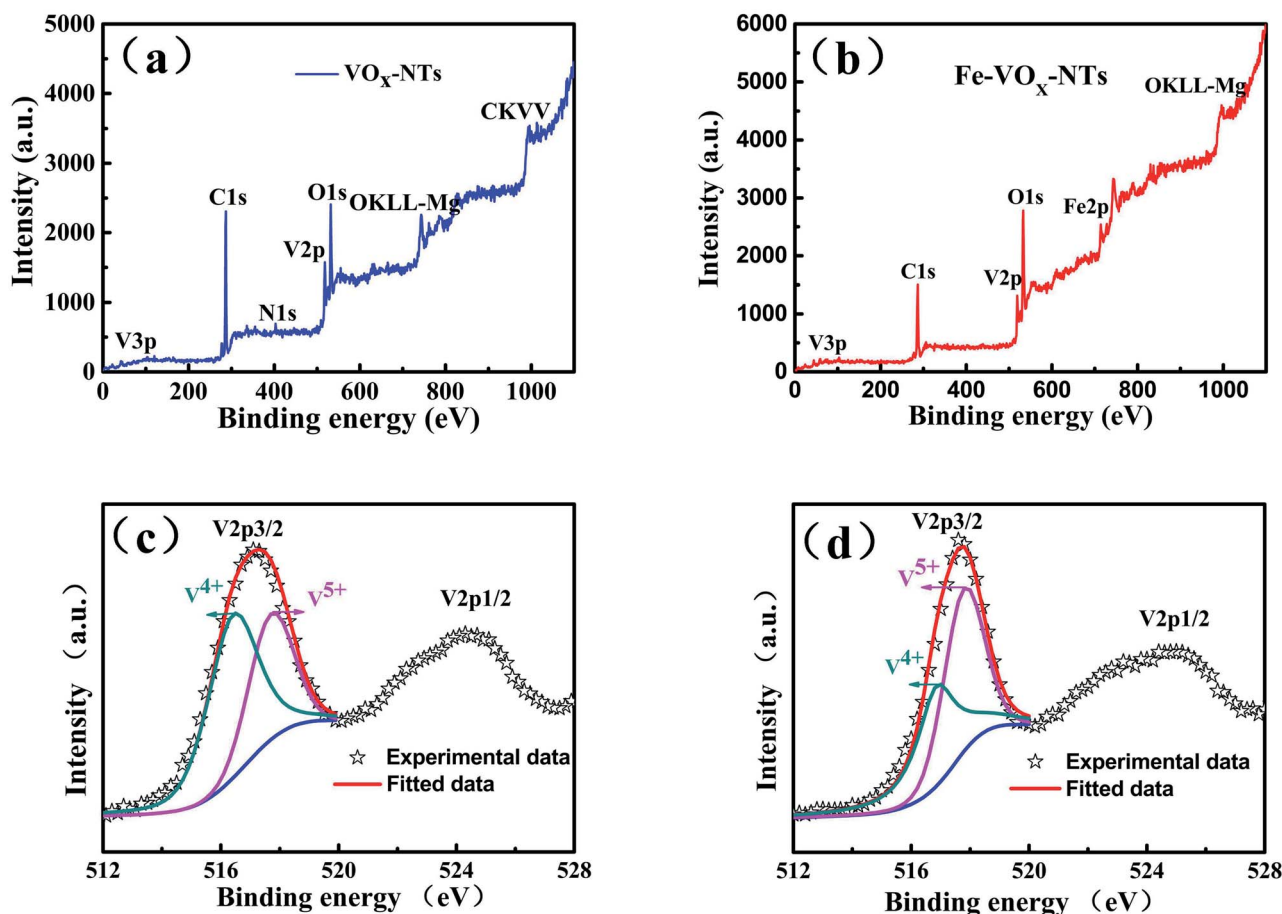 (a)
VOx-NTs
Intensity (a.u.)
5000
4000
3000
2000
1000
0
V3p
C1s
N1s
V2p
O1s
OKLL-Mg
CKVV
0 200 400 600 800 1000
Binding energy (eV)
(b)
Fe-VOx-NTs
Intensity (a.u.)
6000
5000
4000
3000
2000
1000
0
V3p
C1s
V2p
O1s
Fe2p
OKLL-Mg
0 200 400 600 800 1000
Binding energy (eV)
(c)
V2p3/2
V4+
V5+
V2p1/2
Intensity (a.u.)
Experimental data
Fitted data
512 516 520 524 528
Binding energy (eV)
(d)
V2p3/2
V5+
V4+
V2p1/2
Intensity (a.u.)
Experimental data
Fitted data
512 516 520 524 528
Binding energy (eV)